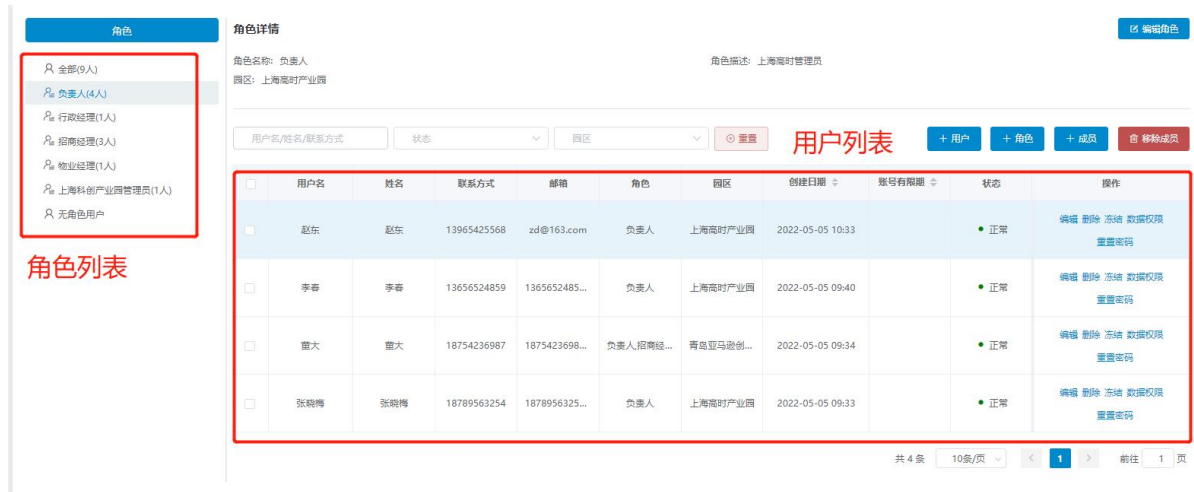 角色
全部(9人)
负责人(4人)
行政经理(1人)
招商经理(3人)
物业经理(1人)
上海科创产业园管理员(1人)
无角色用户
角色列表
角色详情
编辑角色
角色名称: 负责人 角色描述: 上海高时管理员
园区: 上海高时产业园
用户名/姓名/联系方式 状态 园区 重置 用户列表 + 用户 + 角色 + 成员 移除成员
用户名 姓名 联系方式 邮箱 角色 园区 创建日期 账号有限期 状态 操作
赵东 赵东 13965425568 zd@163.com 负责人 上海高时产业园 2022-05-05 10:33 正常 编辑 删除 冻结 数据权限
重置密码
李春 李春 13656524859 1365652485... 负责人 上海高时产业园 2022-05-05 09:40 正常 编辑 删除 冻结 数据权限
重置密码
董大 董大 18754236987 1875423698... 负责人,招商经... 青岛亚马逊创... 2022-05-05 09:34 正常 编辑 删除 冻结 数据权限
重置密码
张晓梅 张晓梅 18789563254 1878956325... 负责人 上海高时产业园 2022-05-05 09:33 正常 编辑 删除 冻结 数据权限
重置密码
共 4 条 10条/页 < 1 > 前往 1 页